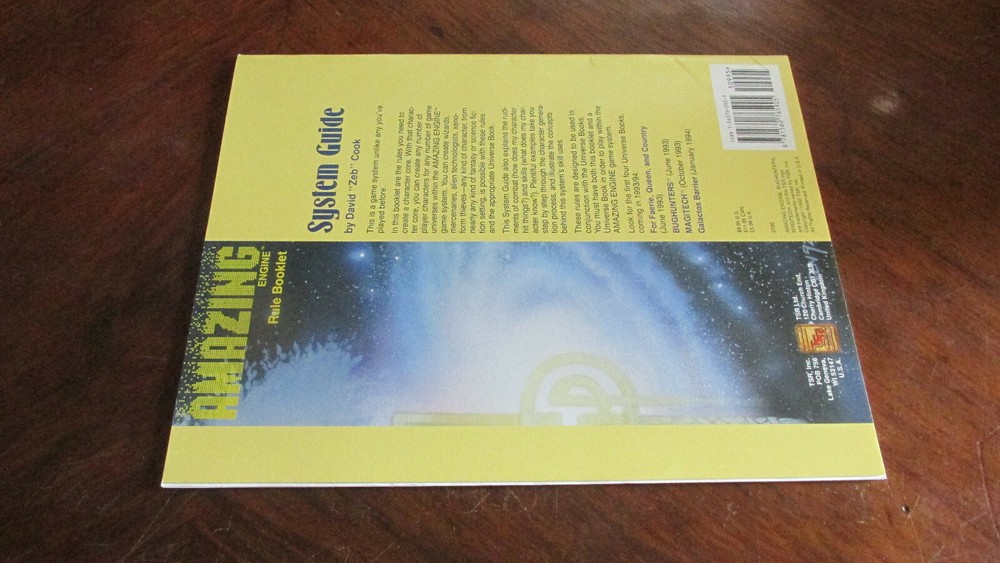 AMAZING
ENGINE™
Rule Booklet
System Guide
by David "Zeb" Cook
This is a game system unlike any you've
played before.
In this booklet are the rules you need to
create a character core. With that charac-
ter core, you can create any number of
player characters for any number of game
universes within the AMAZING ENGINE™
game system. You can create wizards,
mercenaries, alien technologists, xeno-
form thieves—any kind of character, from
nearly any kind of fantasy or science fic-
tion setting, is possible with these rules
and the appropriate Universe Book.
This System Guide also explains the rudi-
ments of combat (how does my character
hit things?) and skills (what does my char-
acter know?). Plentiful examples take you
step by step through the character genera-
tion process, and illustrate the concepts
behind this system's skill uses.
These rules are designed to be used in
conjunction with the Universe Books.
You must have both this booklet and a
Universe Book in order to play within the
AMAZING ENGINE game system.
Look for the first four Universe Books,
coming in 1993/94:
For Faerie, Queen, and Country
(June 1993)
BUGHUNTERS™ (June 1993)
MAGITECH™ (October 1993)
Galactos Barrier (January 1994)
TSR, Inc.
POB 756
Lake Geneva,
WI 53147
U.S.A.
TSR
TSR Ltd.
120 Church End,
Cherry Hinton
Cambridge CB1 3LB
United Kingdom